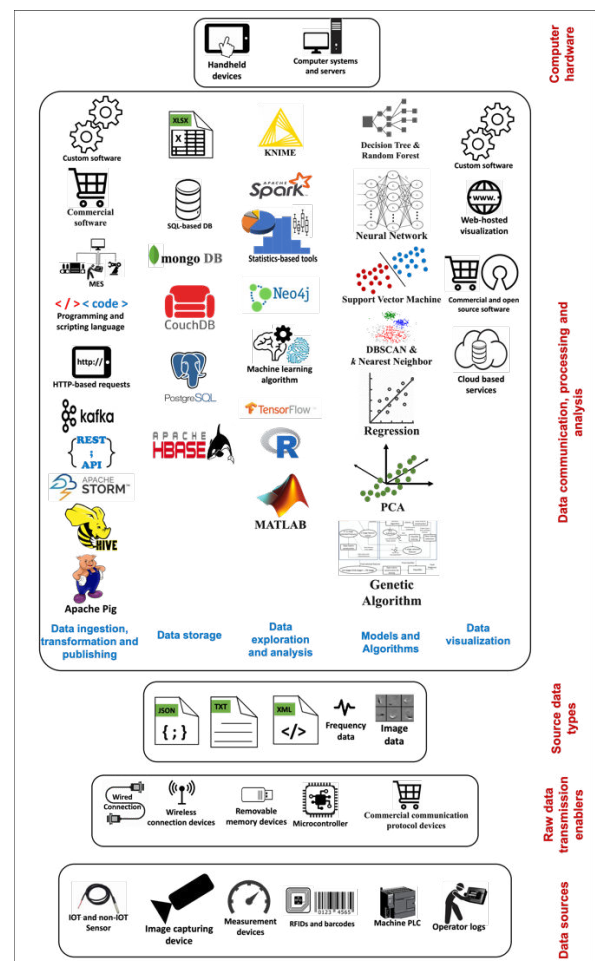 Handheld
devices
Computer systems
and servers
Computer
hardware
Custom software
Commercial
software
MES
</ > < code >
Programming and
scripting language
http://
HTTP-based requests
kafka
{ REST
;
API }
APACHE
STORM™
HIVE
Apache Pig
Data ingestion,
transformation and
publishing
XLSX
X
SQL-based DB
mongo DB
CouchDB
PostgreSQL
APACHE
HBASE
Data storage
KNIME
APACHE
Spark™
Statistics-based tools
Neo4j
Machine learning
algorithm
TensorFlow™
R
MATLAB
Data
exploration
and analysis
Decision Tree &
Random Forest
Neural Network
Support Vector Machine
DBSCAN &
k Nearest Neighbor
Regression
PCA
Genetic
Algorithm
Models and
Algorithms
Custom software
www.
Web-hosted
visualization
Commercial and open
source software
Cloud based
services
Data
visualization
Data communication, processing and
analysis
JSON
{ ; }
TXT
XML
</>
Frequency
data
Image
data
Source data
types
Wired
Connection
Wireless
connection devices
Removable
memory devices
Microcontroller
Commercial communication
protocol devices
Raw data
transmission
enablers
IOT and non-IOT
Sensor
Image capturing
device
Measurement
devices
0123 4565
RFIDs and barcodes
Machine PLC
Operator logs
Data sources